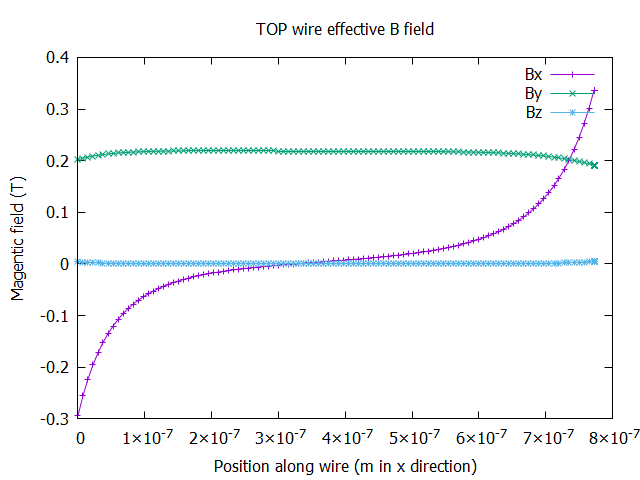 TOP wire effective B field
Bx
By
Bz
0.4
0.3
0.2
0.1
0
-0.1
-0.2
-0.3
Magentic field (T)
0 1×10⁻⁷ 2×10⁻⁷ 3×10⁻⁷ 4×10⁻⁷ 5×10⁻⁷ 6×10⁻⁷ 7×10⁻⁷ 8×10⁻⁷
Position along wire (m in x direction)